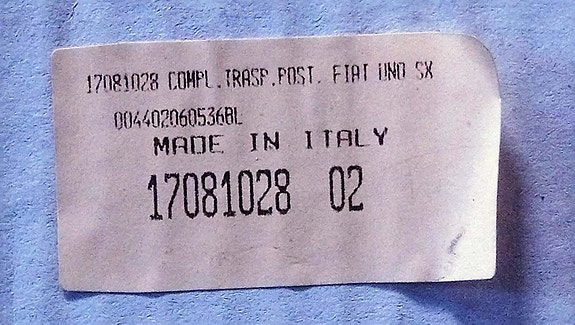 17081028 COMPL.TRASP.POST. FIAT UNO SX
004402060536BL
MADE IN ITALY
17081028 02